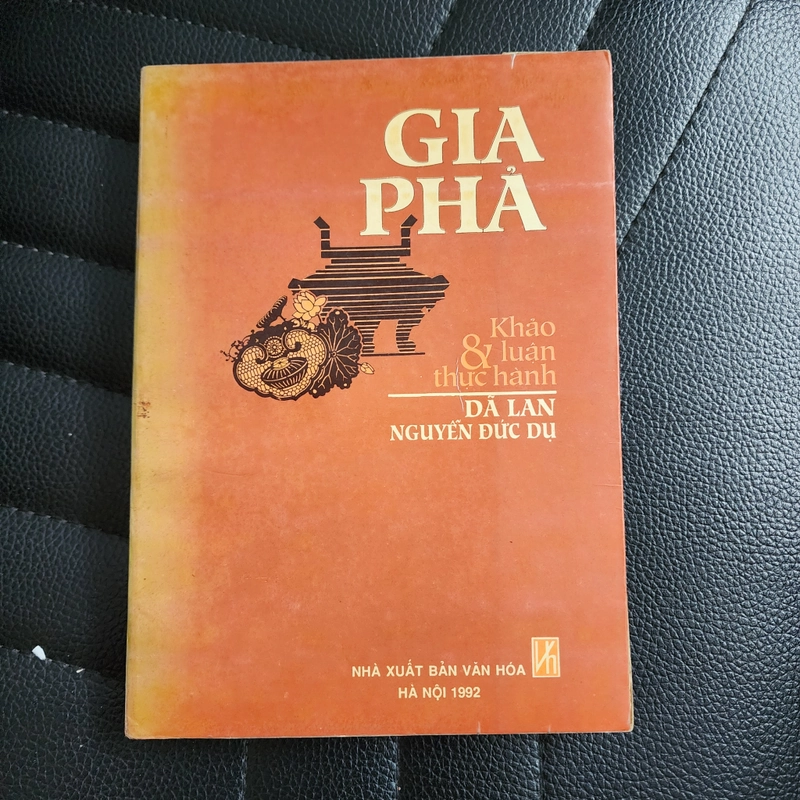 GIA
PHẢ
Khảo
& luận
thực hành
DÃ LAN
NGUYỄN ĐỨC DỤ
NHÀ XUẤT BẢN VĂN HÓA
HÀ NỘI 1992